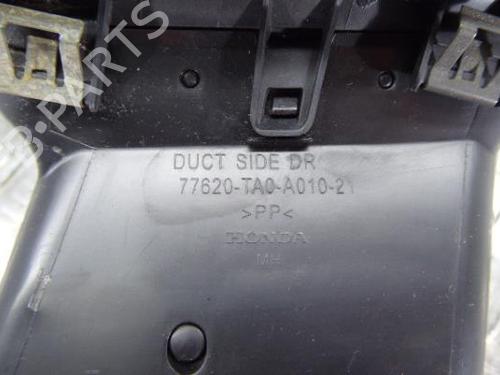 B-PARTS
DUCT SIDE DR
77620-TA0-A010-21
>PP<
HONDA
MH